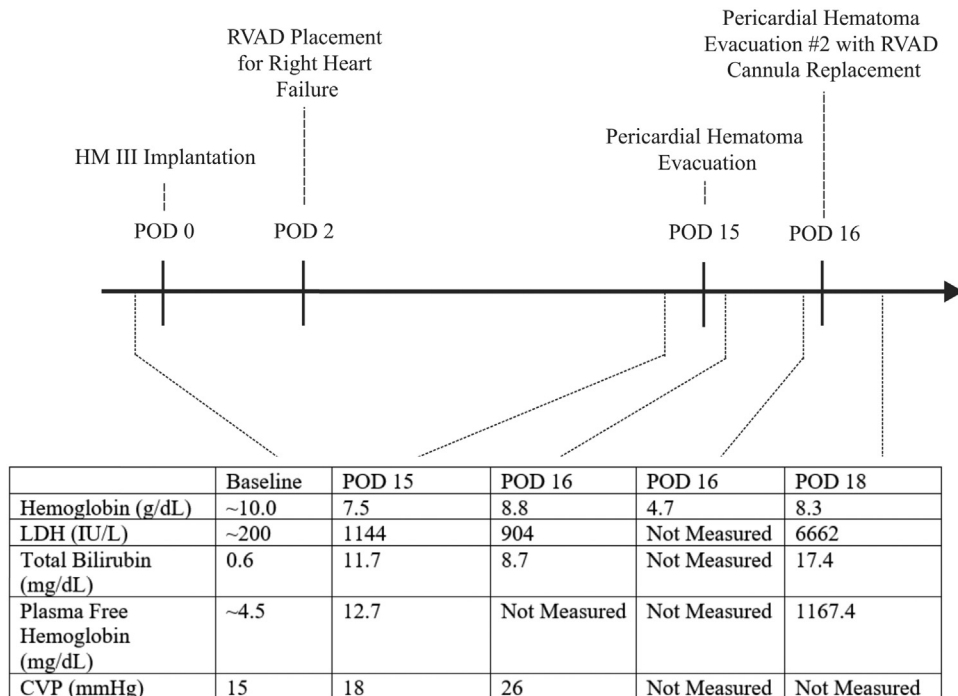 Pericardial Hematoma
Evacuation #2 with RVAD
Cannula Replacement
RVAD Placement
for Right Heart
Failure
Pericardial Hematoma
Evacuation
HM III Implantation
POD 0 POD 2 POD 15 POD 16
Baseline POD 15 POD 16 POD 16 POD 18
Hemoglobin (g/dL) ~10.0 7.5 8.8 4.7 8.3
LDH (IU/L) ~200 1144 904 Not Measured 6662
Total Bilirubin 0.6 11.7 8.7 Not Measured 17.4
(mg/dL)
Plasma Free ~4.5 12.7 Not Measured Not Measured 1167.4
Hemoglobin
(mg/dL)
CVP (mmHg) 15 18 26 Not Measured Not Measured